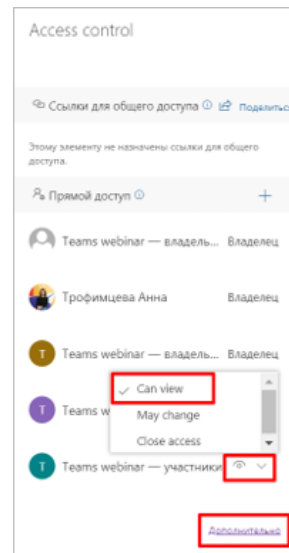 Access control
Ссылки для общего доступа Поделиться
Этому элементу не назначены ссылки для общего
доступа.
Прямой доступ
Teams webinar — владель... Владелец
Трофимцева Анна Владелец
Teams webinar — владель... Владелец
Can view
Teams w
May change
Close access
Teams webinar — участники
Дополнительно
T
T
T